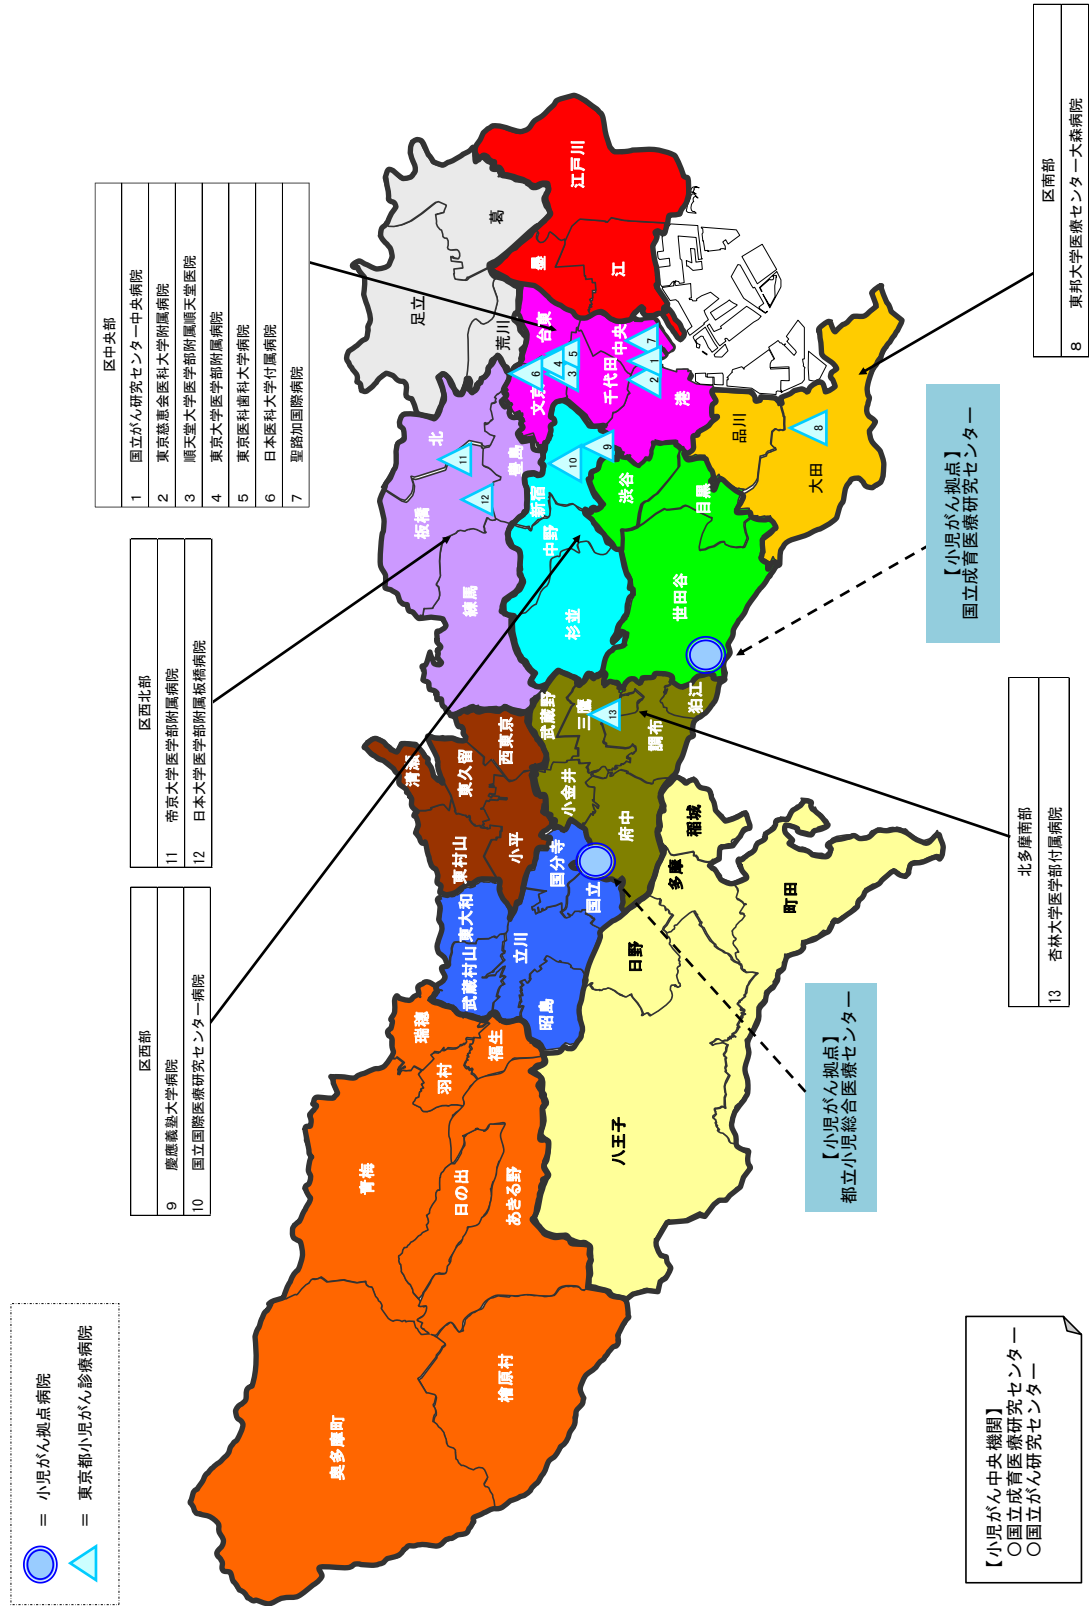 ＝ 小児がん拠点病院
＝ 東京都小児がん診療病院
区西部
9 慶應義塾大学病院
10 国立国際医療研究センター病院
区西北部
11 帝京大学医学部附属病院
12 日本大学医学部附属板橋病院
区中央部
1 国立がん研究センター中央病院
2 東京慈恵会医科大学附属病院
3 順天堂大学医学部附属順天堂医院
4 東京大学医学部附属病院
5 東京医科歯科大学病院
6 日本医科大学付属病院
7 聖路加国際病院
奥多摩町
檜原村
青梅
日の出
あきる野
瑞穂
羽村
福生
武蔵村山
東大和
立川
昭島
国分寺
国立
東村山
清瀬
東久留
小平
西東京
武蔵野
三鷹
小金井
府中
調布
狛江
13
八王子
日野
多摩
稲城
町田
練馬
板橋
北
豊島
11
12
杉並
中野
新宿
9
10
世田谷
渋谷
目黒
品川
大田
8
文京
台東
千代田
中央
港
6
4
5
3
7
1
2
足立
荒川
葛
墨
江
江戸川
【小児がん中央機関】
○国立成育医療研究センター
○国立がん研究センター
【小児がん拠点】
都立小児総合医療センター
【小児がん拠点】
国立成育医療研究センター
北多摩南部
13 杏林大学医学部付属病院
区南部
8 東邦大学医療センター大森病院